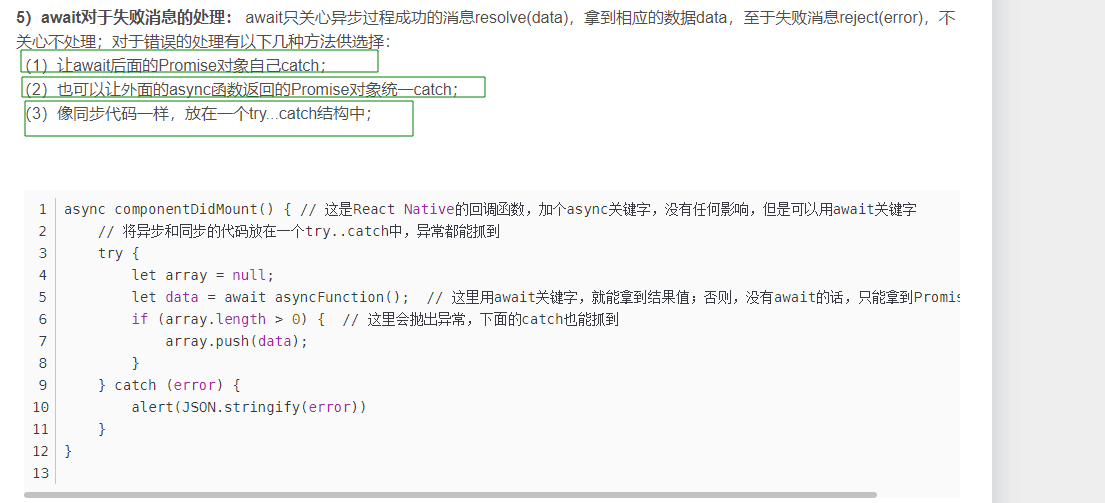 5）await对于失败消息的处理： await只关心异步过程成功的消息resolve(data)，拿到相应的数据data，至于失败消息reject(error)，不
关心不处理；对于错误的处理有以下几种方法供选择：
（1）让await后面的Promise对象自己catch；
（2）也可以让外面的async函数返回的Promise对象统一catch；
（3）像同步代码一样，放在一个try...catch结构中；
1 async componentDidMount() { // 这是React Native的回调函数，加个async关键字，没有任何影响，但是可以用await关键字
2 // 将异步和同步的代码放在一个try..catch中，异常都能抓到
3 try {
4 let array = null;
5 let data = await asyncFunction();  // 这里用await关键字，就能拿到结果值；否则，没有await的话，只能拿到Promis
6 if (array.length > 0) {  // 这里会抛出异常，下面的catch也能抓到
7 array.push(data);
8 }
9 } catch (error) {
10 alert(JSON.stringify(error))
11 }
12 }
13